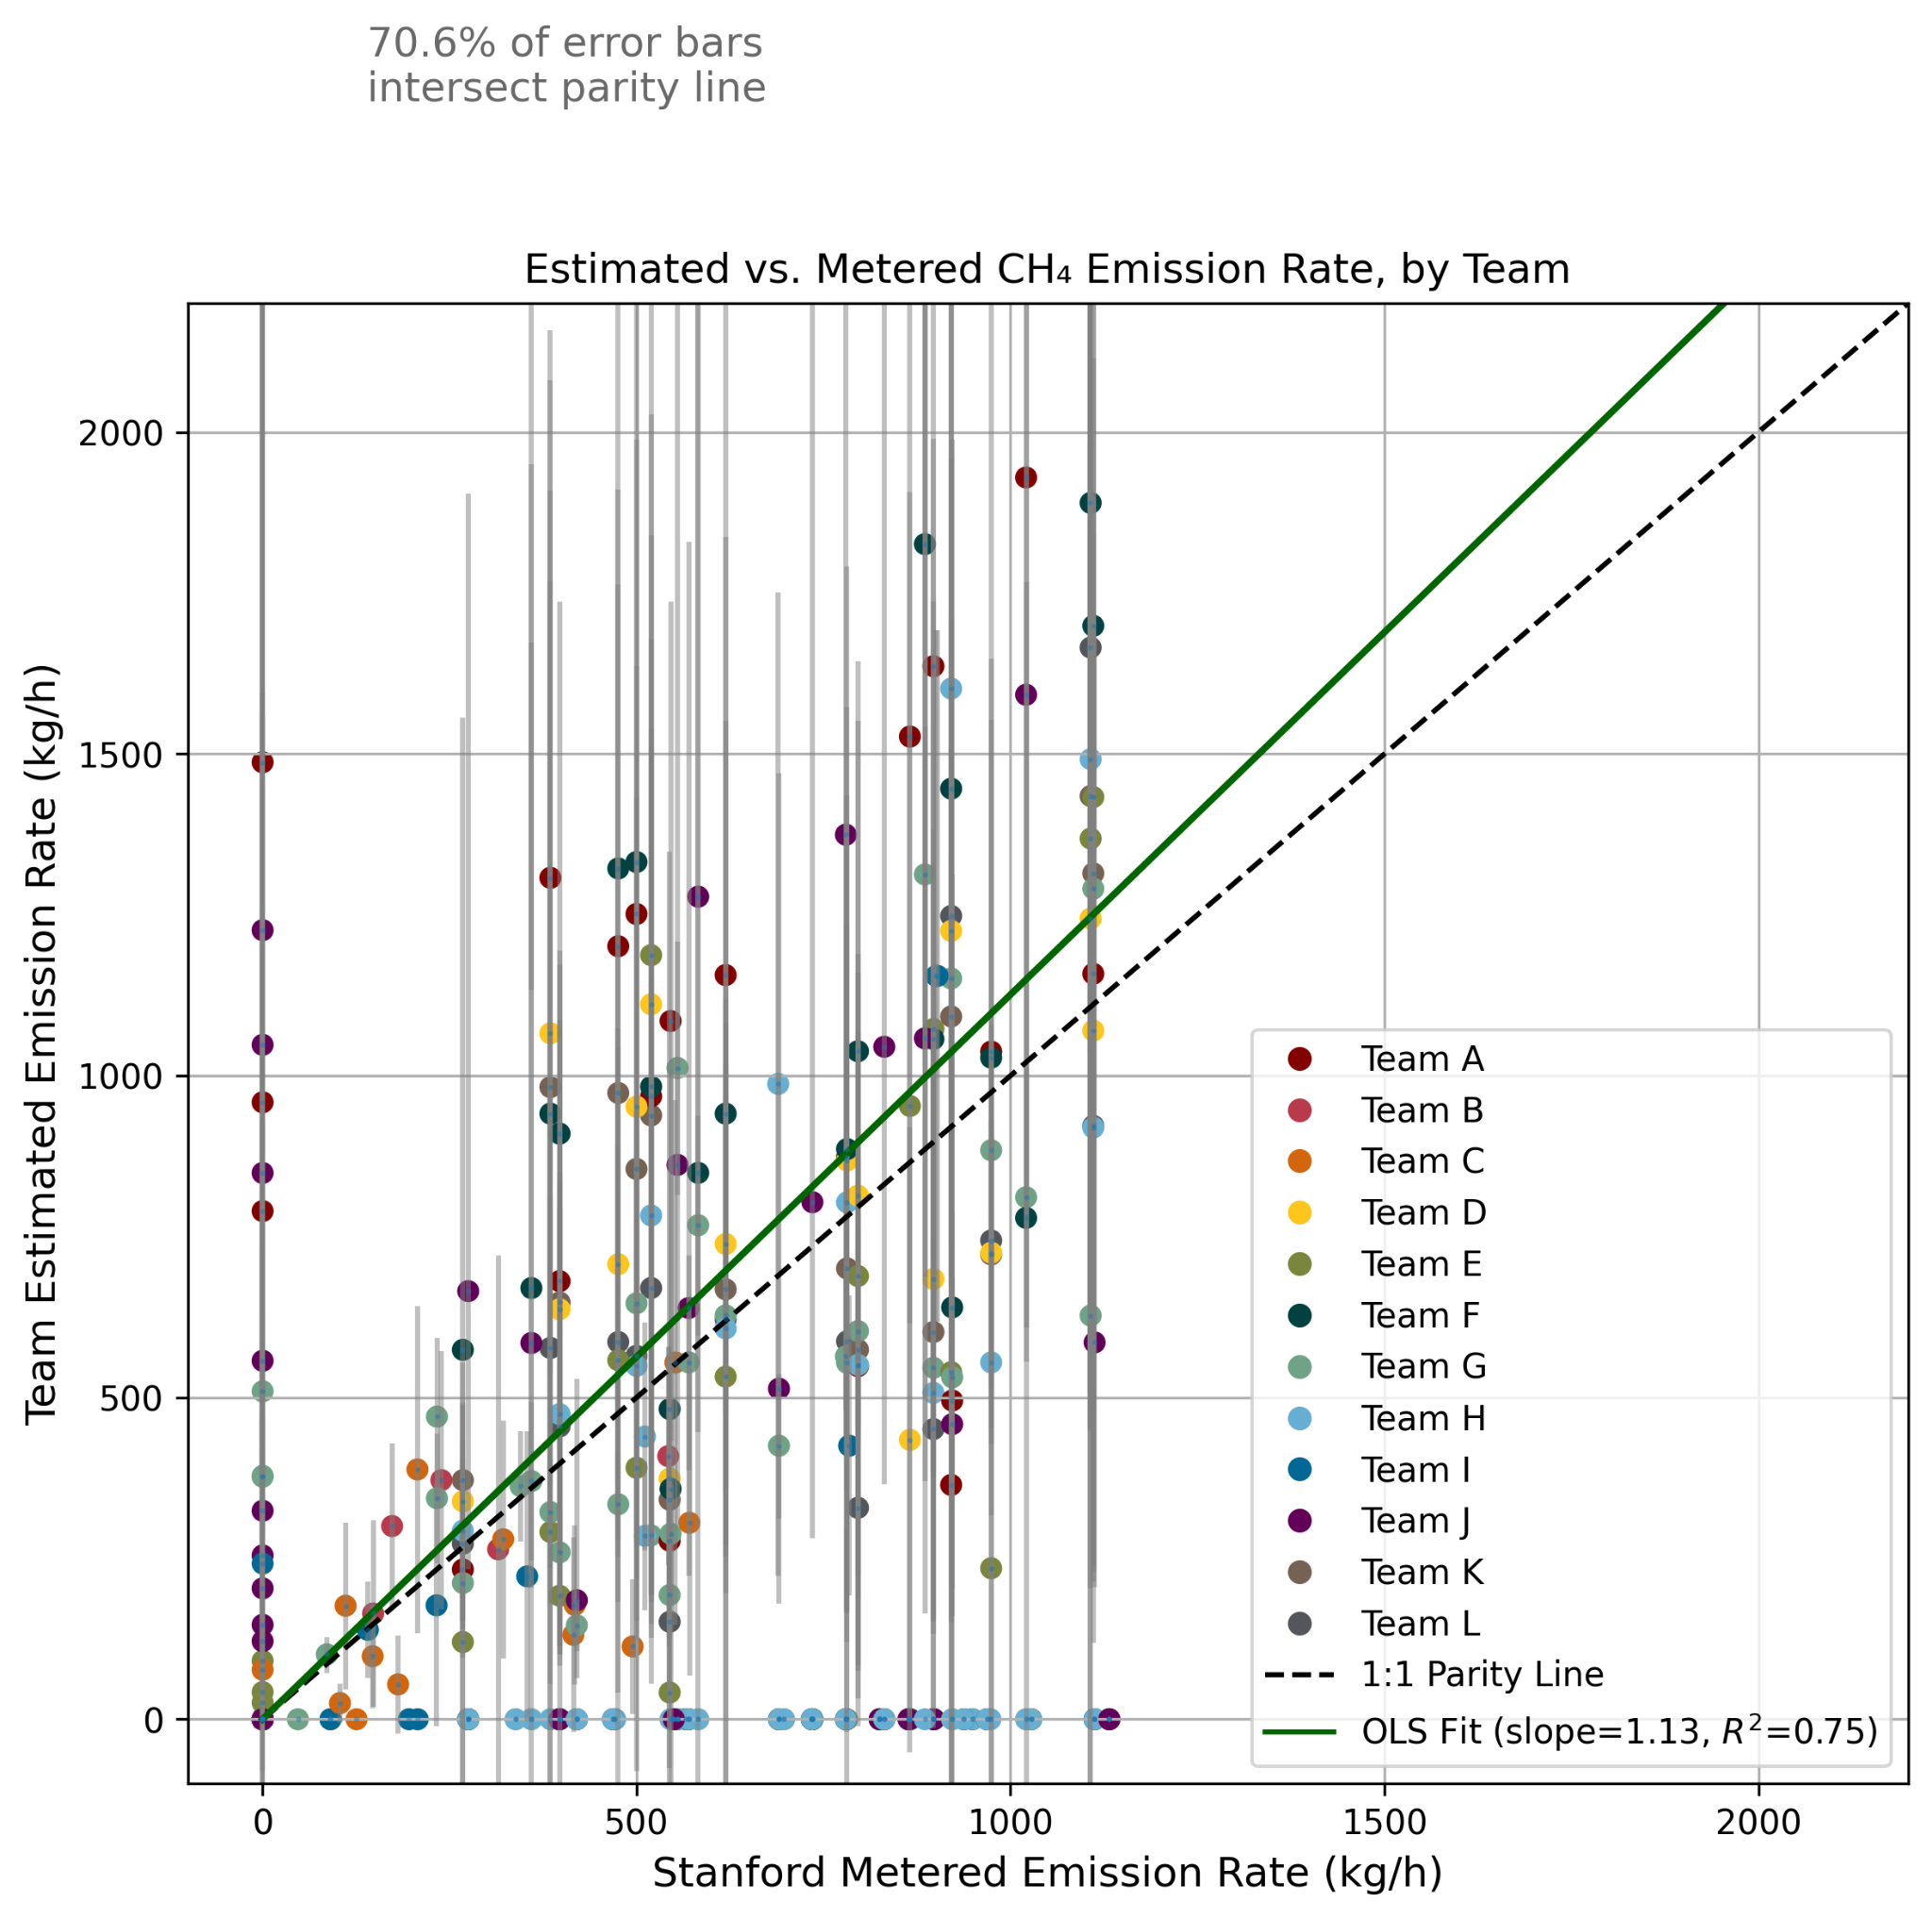 70.6% of error bars
intersect parity line
Estimated vs. Metered CH₄ Emission Rate, by Team
Team Estimated Emission Rate (kg/h)
2000
1500
1000
500
0
0 500 1000 1500 2000
Stanford Metered Emission Rate (kg/h)
Team A
Team B
Team C
Team D
Team E
Team F
Team G
Team H
Team I
Team J
Team K
Team L
1:1 Parity Line
OLS Fit (slope=1.13, R²=0.75)